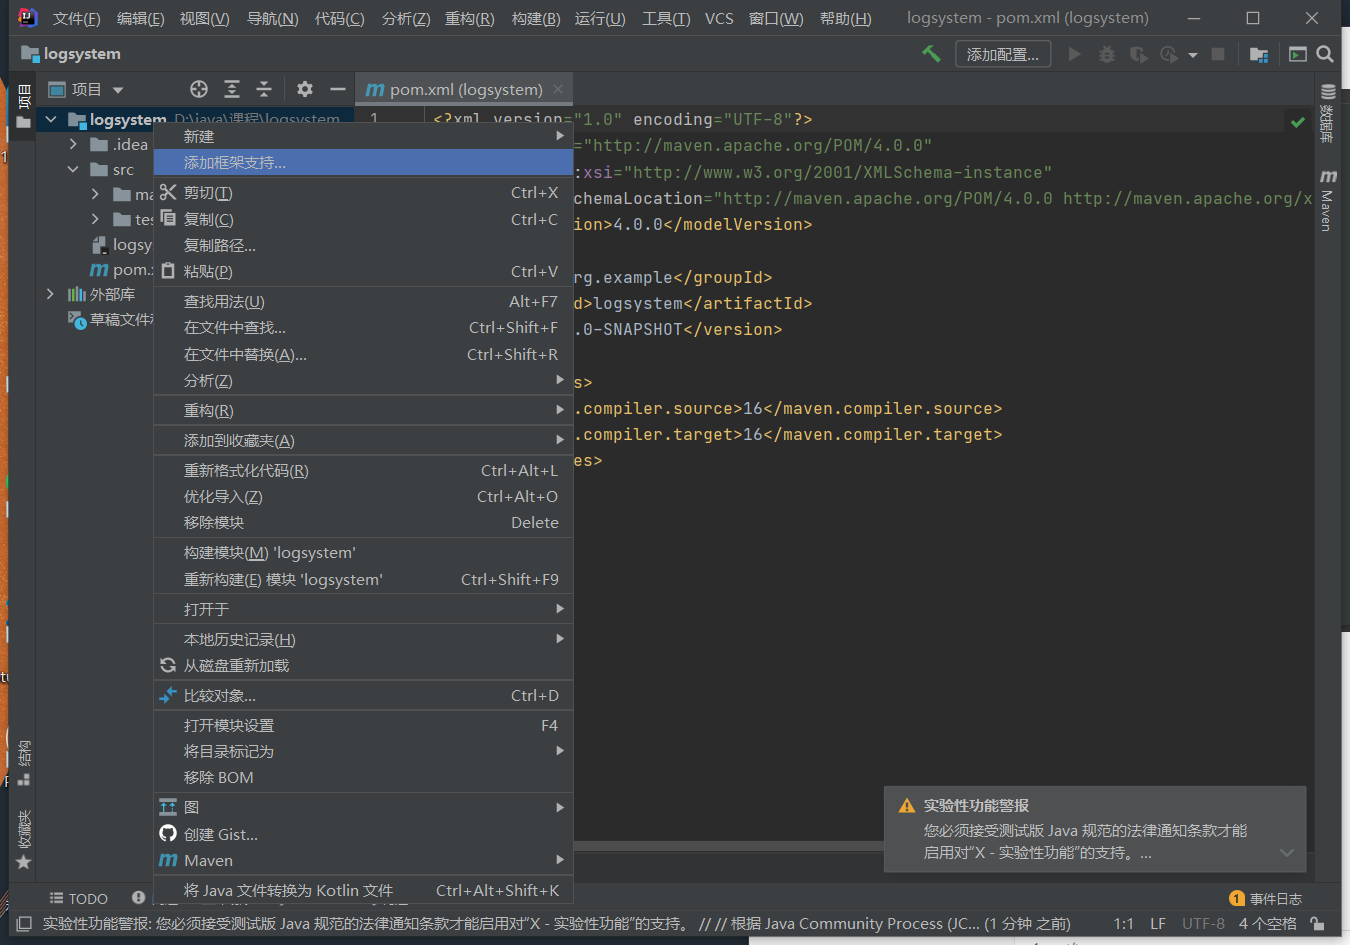 文件(F) 编辑(E) 视图(V) 导航(N) 代码(C) 分析(Z) 重构(R) 构建(B) 运行(U) 工具(T) VCS 窗口(W) 帮助(H) logsystem - pom.xml (logsystem)
logsystem 添加配置...
项目 项目 pom.xml (logsystem)
logsystem D:\java\课程\logsystem 1 <?xml version="1.0" encoding="UTF-8"?>
新建
.idea ="http://maven.apache.org/POM/4.0.0"
数据库
添加框架支持...
src :xsi="http://www.w3.org/2001/XMLSchema-instance"
剪切(T) Ctrl+X
ma chemaLocation="http://maven.apache.org/POM/4.0.0 http://maven.apache.org/x
Maven
复制(C) Ctrl+C
tes ion>4.0.0</modelVersion>
复制路径...
logsy
粘贴(P) Ctrl+V
pom.x rg.example</groupId>
外部库
查找用法(U) Alt+F7
d>logsystem</artifactId>
草稿文件
在文件中查找... Ctrl+Shift+F
.0-SNAPSHOT</version>
在文件中替换(A)... Ctrl+Shift+R
分析(Z) s>
重构(R) .compiler.source>16</maven.compiler.source>
添加到收藏夹(A) .compiler.target>16</maven.compiler.target>
es>
重新格式化代码(R) Ctrl+Alt+L
优化导入(Z) Ctrl+Alt+O
移除模块 Delete
构建模块(M) 'logsystem'
重新构建(E) 模块 'logsystem' Ctrl+Shift+F9
打开于
本地历史记录(H)
从磁盘重新加载
比较对象... Ctrl+D
打开模块设置 F4
结构
将目录标记为
移除 BOM
图
实验性功能警报
收藏夹
创建 Gist...
您必须接受测试版 Java 规范的法律通知条款才能
启用对“X - 实验性功能”的支持。...
Maven
将 Java 文件转换为 Kotlin 文件 Ctrl+Alt+Shift+K
TODO 1 事件日志
实验性功能警报: 您必须接受测试版 Java 规范的法律通知条款才能启用对“X - 实验性功能”的支持。 // // 根据 Java Community Process (JC... (1 分钟 之前) 1:1 LF UTF-8 4 个空格